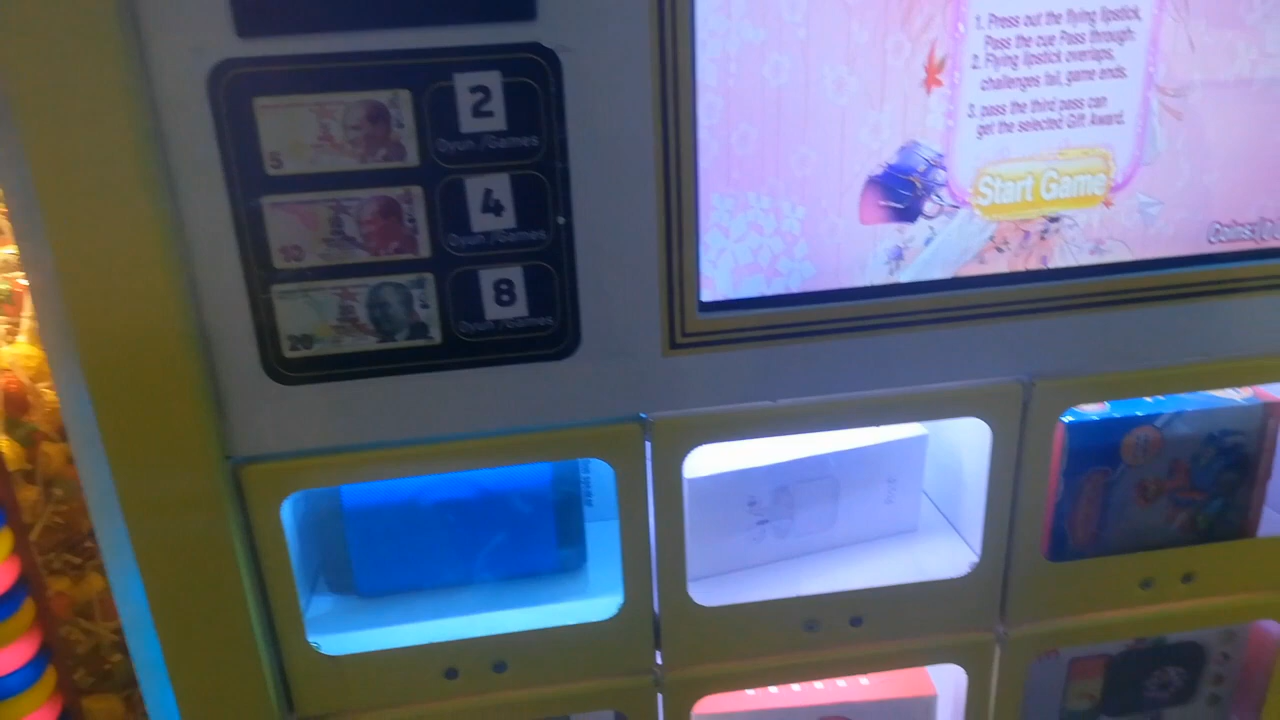 5
2
Oyun /Games
10
4
Oyun /Games
20
8
Oyun /Games
1. Press out the flying lipstick,
Pass the cue Pass through.
2. Flying lipstick overlaps,
challenges fail, game ends.
3. pass the third pass can
get the selected Gift Award.
Start Game